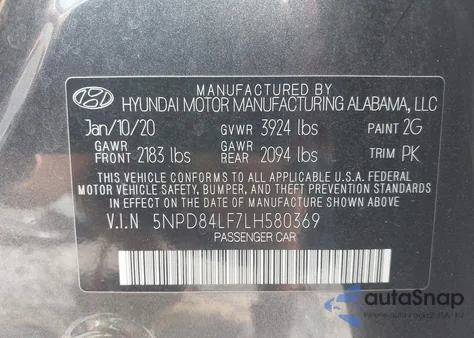 MANUFACTURED BY
HYUNDAI MOTOR MANUFACTURING ALABAMA, LLC
Jan/10/20 GVWR 3924 lbs PAINT 2G
GAWR FRONT 2183 lbs GAWR REAR 2094 lbs TRIM PK
THIS VEHICLE CONFORMS TO ALL APPLICABLE U.S.A. FEDERAL
MOTOR VEHICLE SAFETY, BUMPER, AND THEFT PREVENTION STANDARDS
IN EFFECT ON THE DATE OF MANUFACTURE SHOWN ABOVE.
V.I.N 5NPD84LF7LH580369
PASSENGER CAR
autoSnap